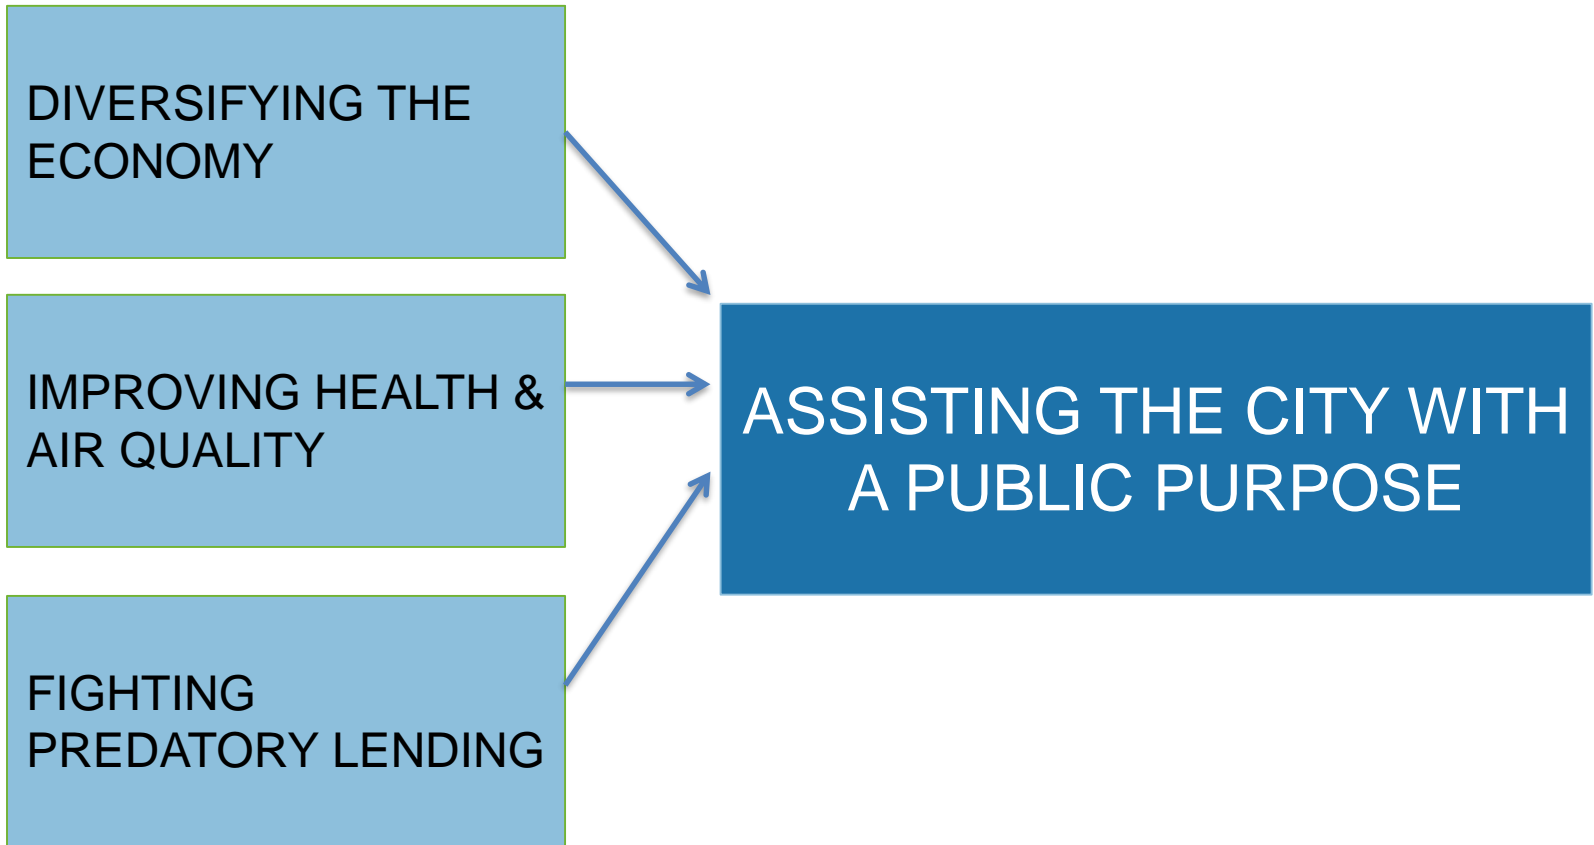 DIVERSIFYING THE
ECONOMY
IMPROVING HEALTH &
AIR QUALITY
FIGHTING
PREDATORY LENDING
ASSISTING THE CITY WITH
A PUBLIC PURPOSE